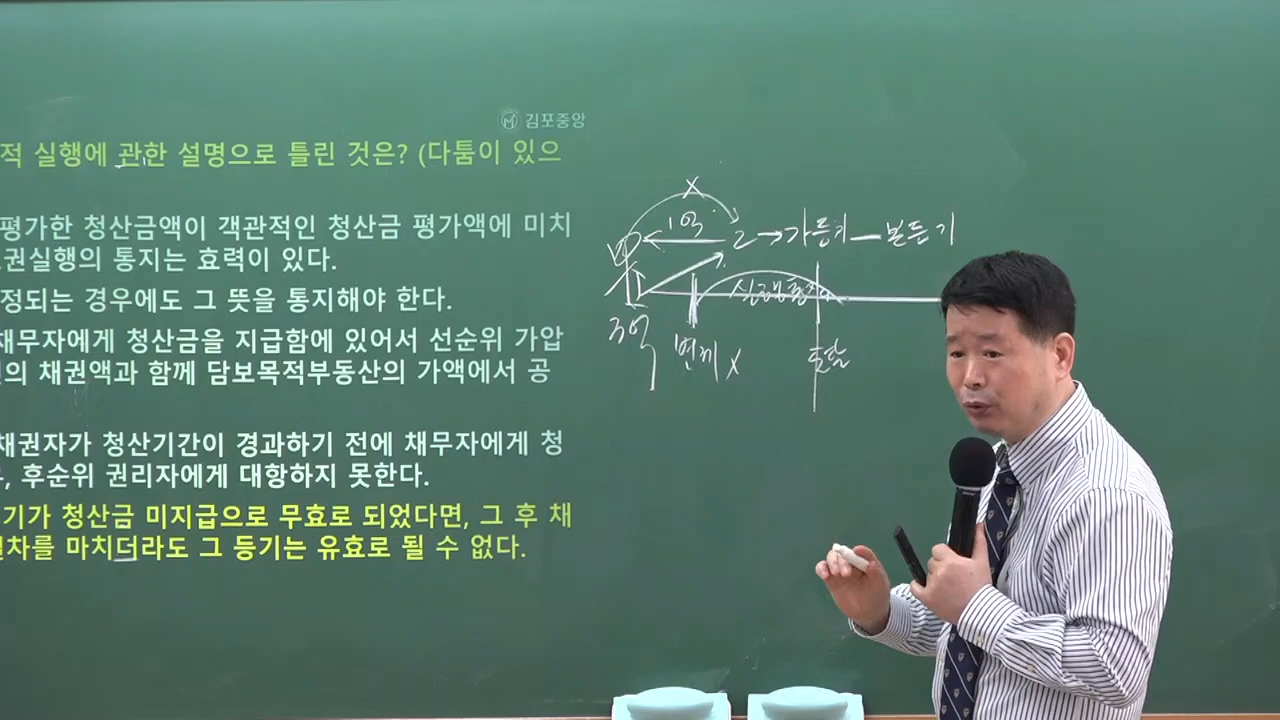 김포중앙
적 실행에 관한 설명으로 틀린 것은? (다툼이 있으
평가한 청산금액이 객관적인 청산금 평가액에 미치
권실행의 통지는 효력이 있다.
정되는 경우에도 그 뜻을 통지해야 한다.
채무자에게 청산금을 지급함에 있어서 선순위 가압
의 채권액과 함께 담보목적부동산의 가액에서 공
채권자가 청산기간이 경과하기 전에 채무자에게 청
, 후순위 권리자에게 대항하지 못한다.
기가 청산금 미지급으로 무효로 되었다면, 그 후 채
절차를 마치더라도 그 등기는 유효로 될 수 없다.
X
1억
甲 乙 가등기 본등기
실행통지
3억 변제 X